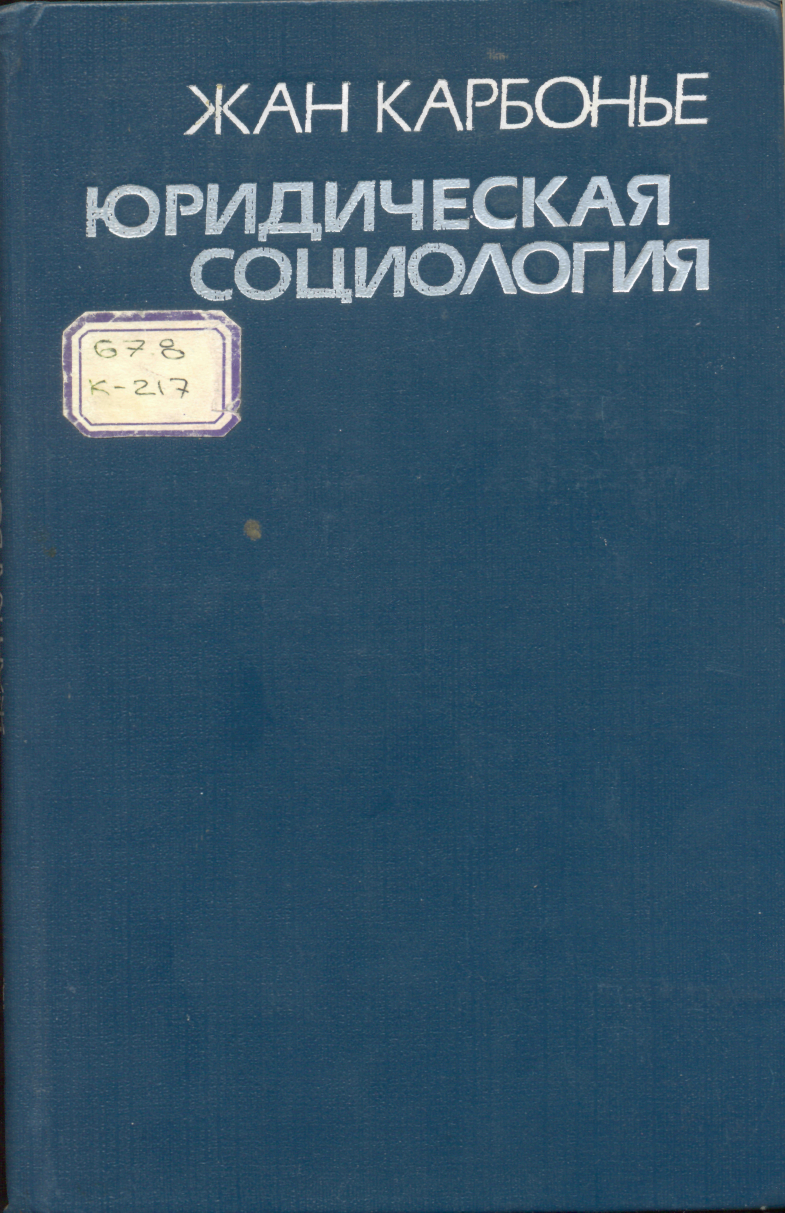 ЖАН КАРБОНЬЕ
ЮРИДИЧЕСКАЯ
СОЦИОЛОГИЯ
67.8
К-217